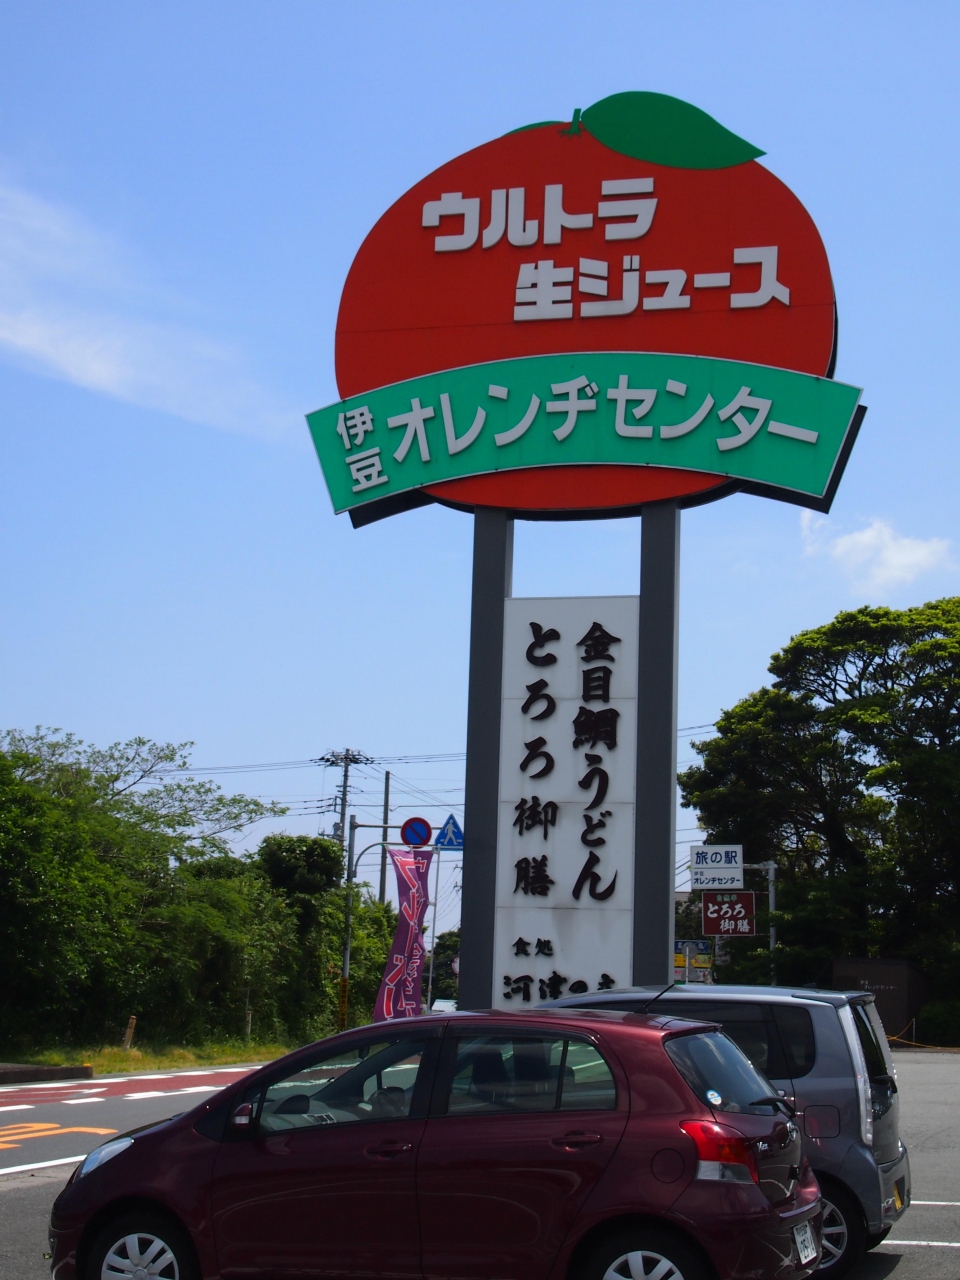 ウルトラ
生ジュース
伊豆
オレンヂセンター
金目鯛うどん
とろろ御膳
食処
旅の駅
伊豆
オレンヂセンター
とろろ
御膳